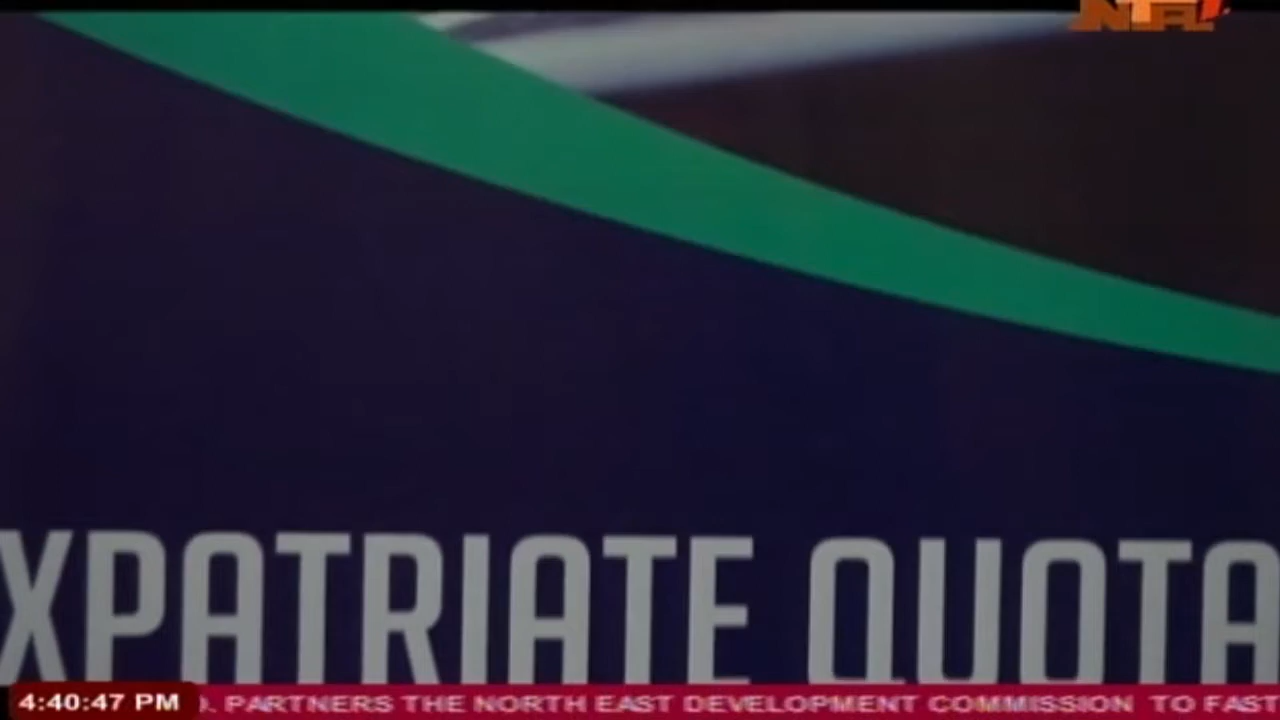 NTA
XPATRIATE QUOTA
4:40:47 PM . PARTNERS THE NORTH EAST DEVELOPMENT COMMISSION TO FAST